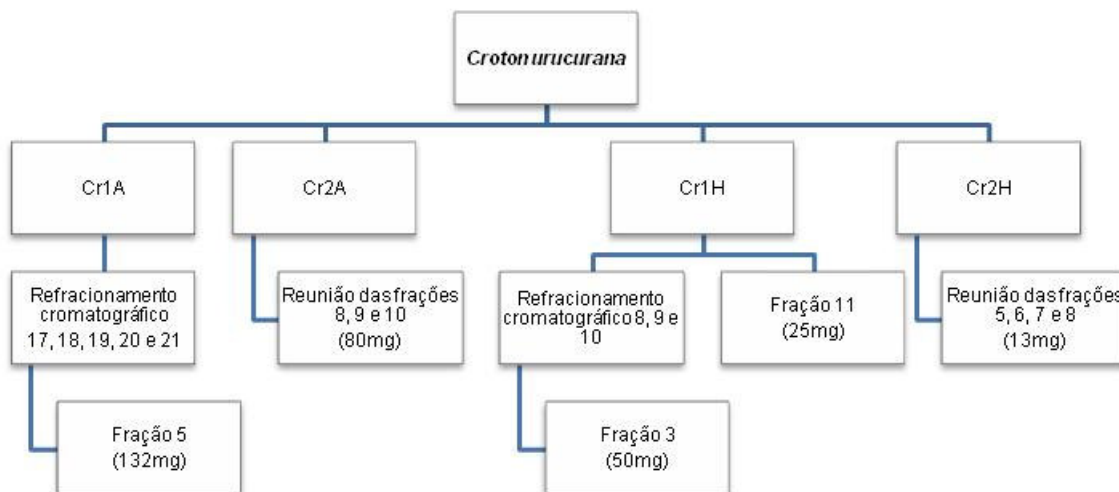 Croton urucurana
Cr1A
Cr2A
Cr1H
Cr2H
Refracionamento
cromatográfico
17, 18, 19, 20 e 21
Reunião das frações
8, 9 e 10
(80mg)
Refracionamento
cromatográfico 8, 9 e
10
Fração 11
(25mg)
Reunião das frações
5, 6, 7 e 8
(13mg)
Fração 5
(132mg)
Fração 3
(50mg)